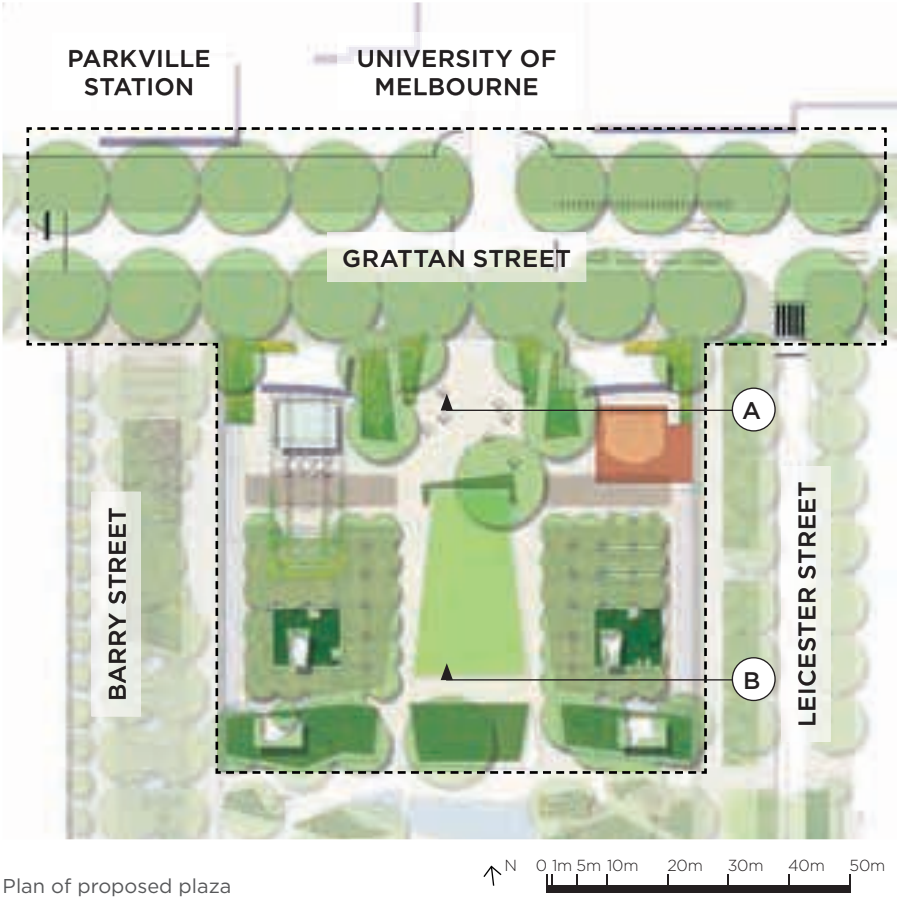 PARKVILLE
STATION
UNIVERSITY OF
MELBOURNE
GRATTAN STREET
A
BARRY STREET
LEICESTER STREET
B
Plan of proposed plaza
N
0 1m 5m 10m 20m 30m 40m 50m